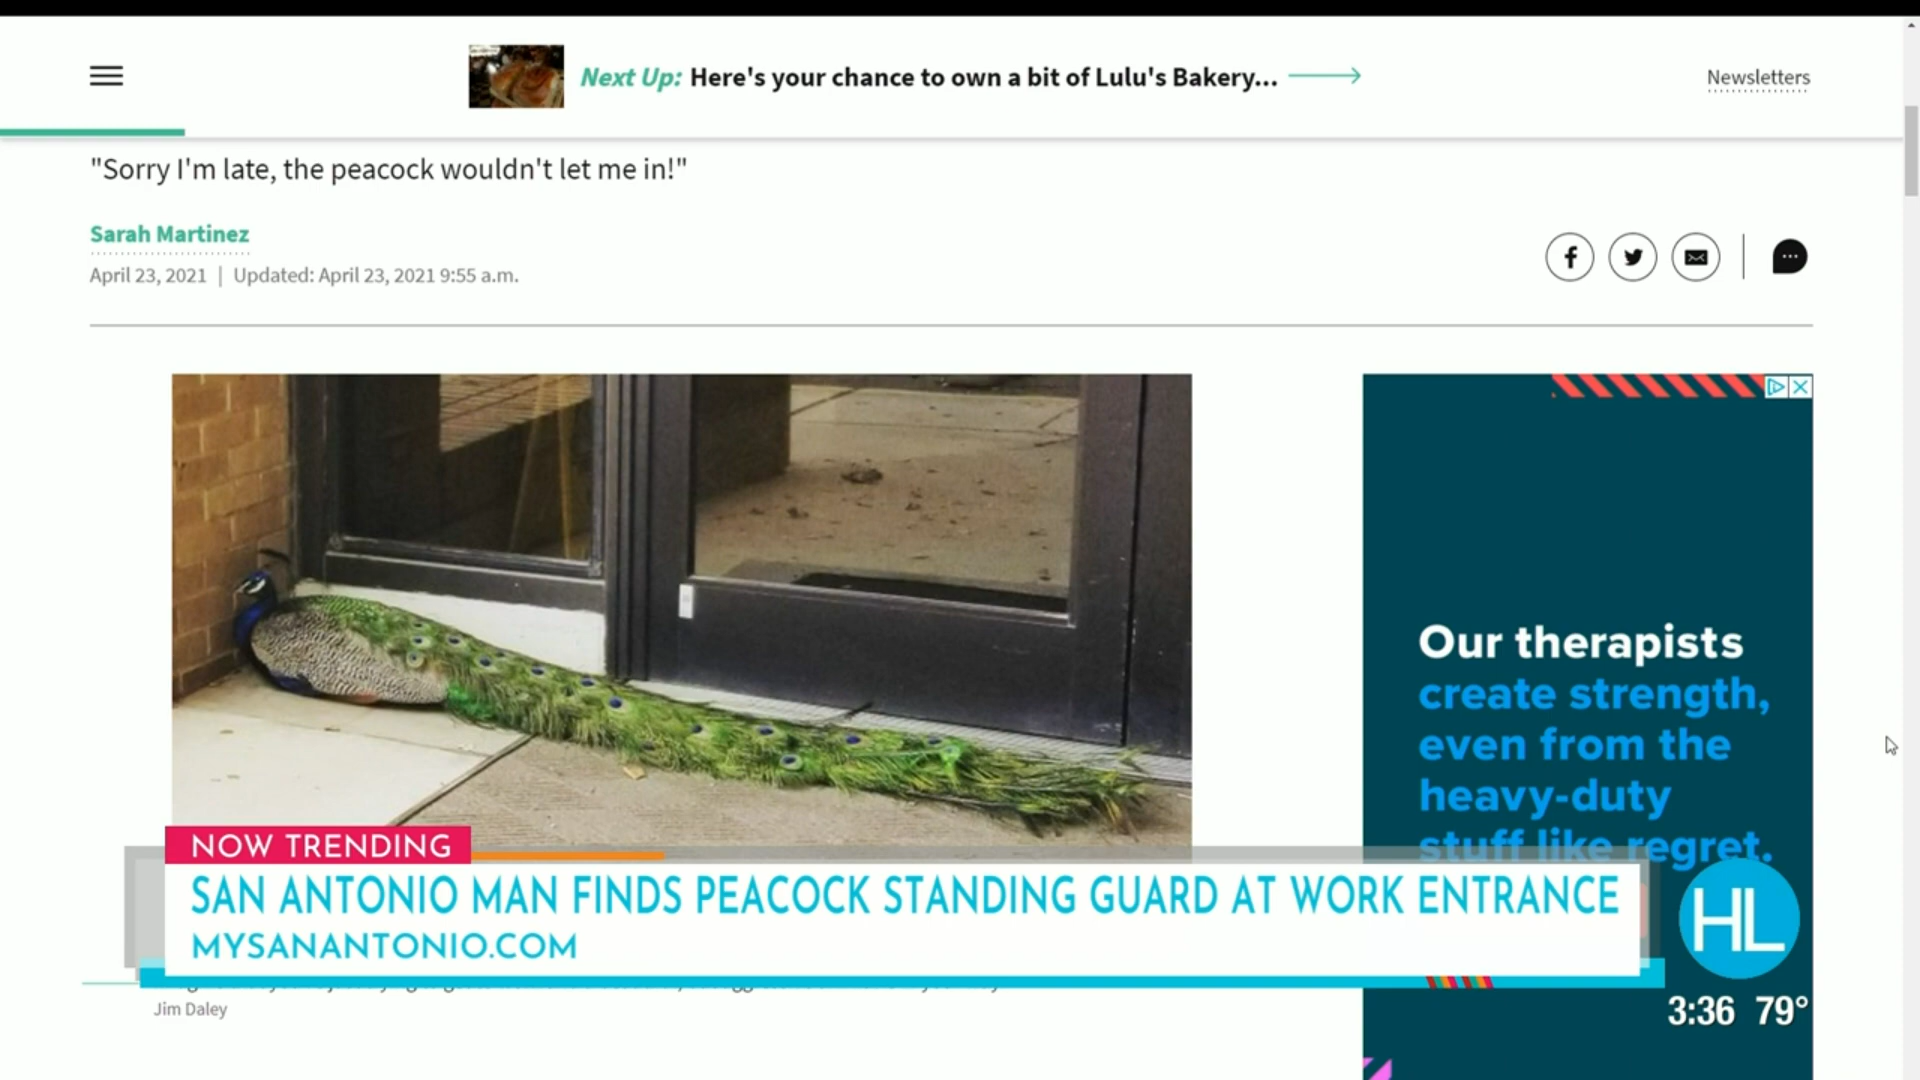 Next Up: Here's your chance to own a bit of Lulu's Bakery...
Newsletters
"Sorry I'm late, the peacock wouldn't let me in!"
Sarah Martinez
April 23, 2021 | Updated: April 23, 2021 9:55 a.m.
Our therapists
create strength,
even from the
heavy-duty
stuff like regret.
NOW TRENDING
SAN ANTONIO MAN FINDS PEACOCK STANDING GUARD AT WORK ENTRANCE
MYSANANTONIO.COM
HL
Jim Daley
3:36 79°